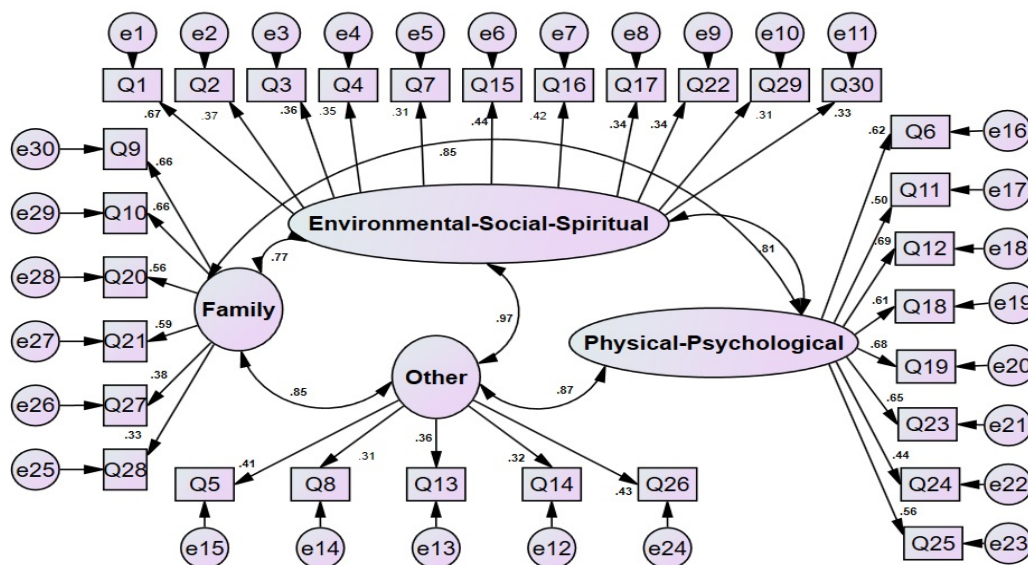 e1 e2 e3 e4 e5 e6 e7 e8 e9 e10 e11
Q1 Q2 Q3 Q4 Q7 Q15 Q16 Q17 Q22 Q29 Q30
.67 .37 .36 .35 .31 .44 .42 .34 .34 .31 .33
e30 Q9 .66
e29 Q10 .66
e28 Q20 .56
e27 Q21 .59
e26 Q27 .38
e25 Q28 .33
.85
Environmental-Social-Spiritual
.77
.81
Family
.97
Physical-Psychological
Other
.85
.87
.62 Q6 e16
.50 Q11 e17
.69 Q12 e18
.61 Q18 e19
.68 Q19 e20
.65 Q23 e21
.44 Q24 e22
.56 Q25 e23
.41 .31 .36 .32 .43
Q5 Q8 Q13 Q14 Q26
e15 e14 e13 e12 e24